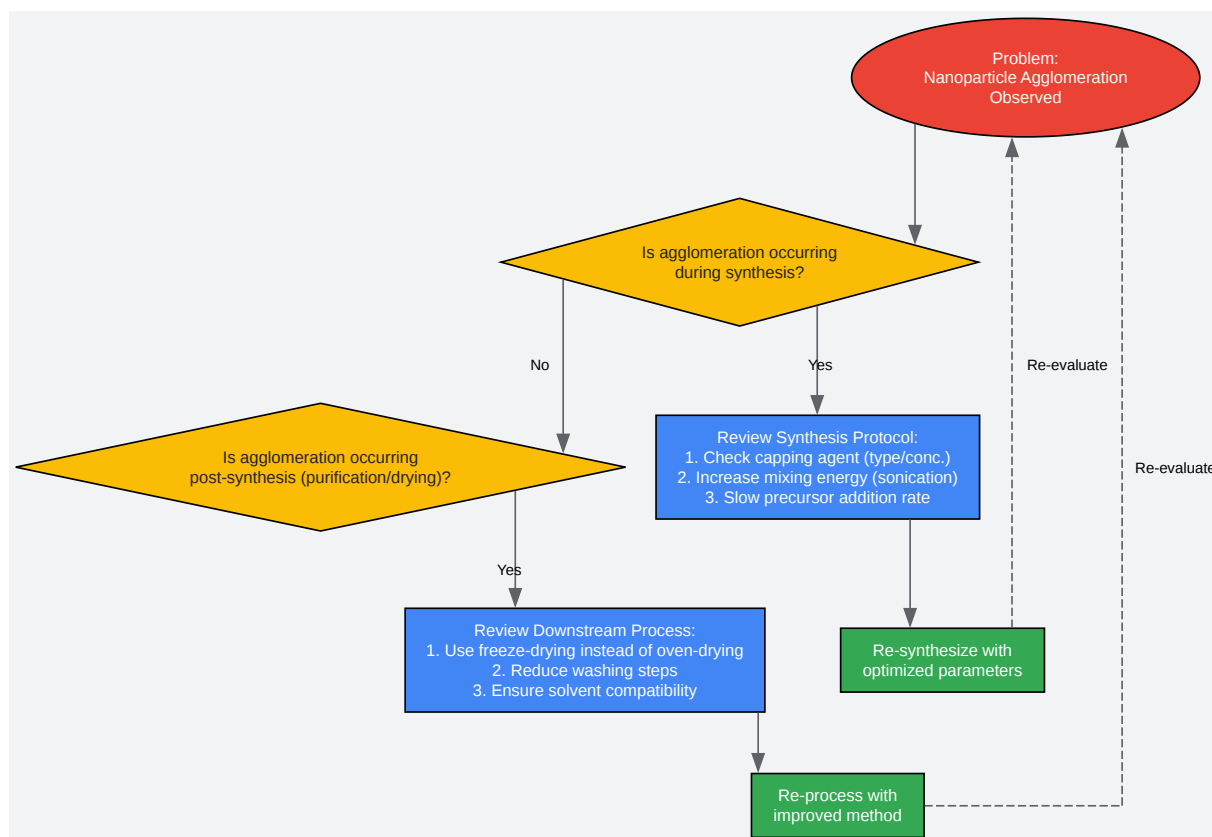 Problem:
Nanoparticle Agglomeration
Observed
Is agglomeration occurring
during synthesis?
No
Yes
Re-evaluate
Is agglomeration occurring
post-synthesis (purification/drying)?
Review Synthesis Protocol:
1. Check capping agent (type/conc.)
2. Increase mixing energy (sonication)
3. Slow precursor addition rate
Re-evaluate
Yes
Review Downstream Process:
1. Use freeze-drying instead of oven-drying
2. Reduce washing steps
3. Ensure solvent compatibility
Re-synthesize with
optimized parameters
Re-process with
improved method